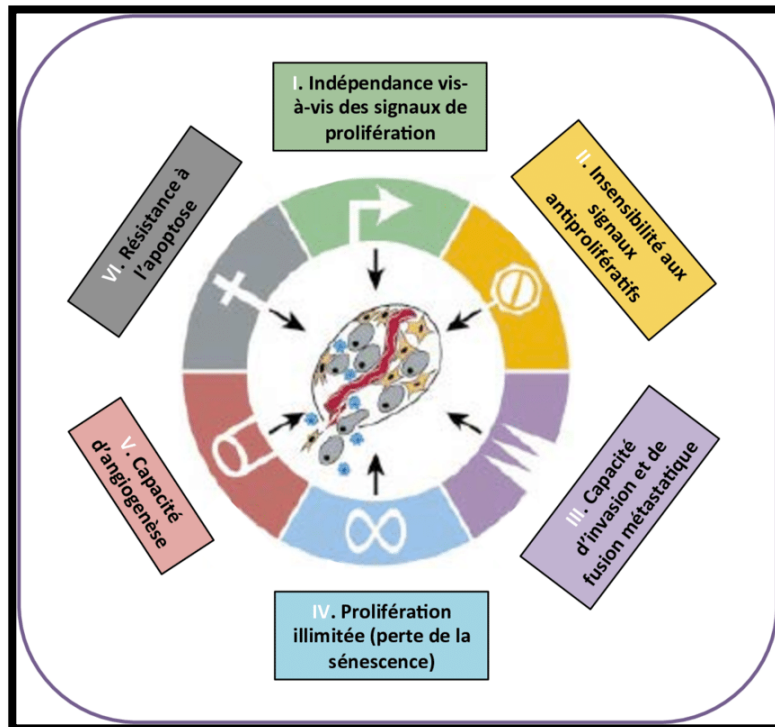 I. Indépendance vis-
à-vis des signaux de
prolifération
II. Insensibilité aux
signaux
antiprolifératifs
III. Capacité
d'invasion et de
fusion métastatique
IV. Prolifération
illimitée (perte de la
sénescence)
V. Capacité
d'angiogenèse
VI. Résistance à
l'apoptose